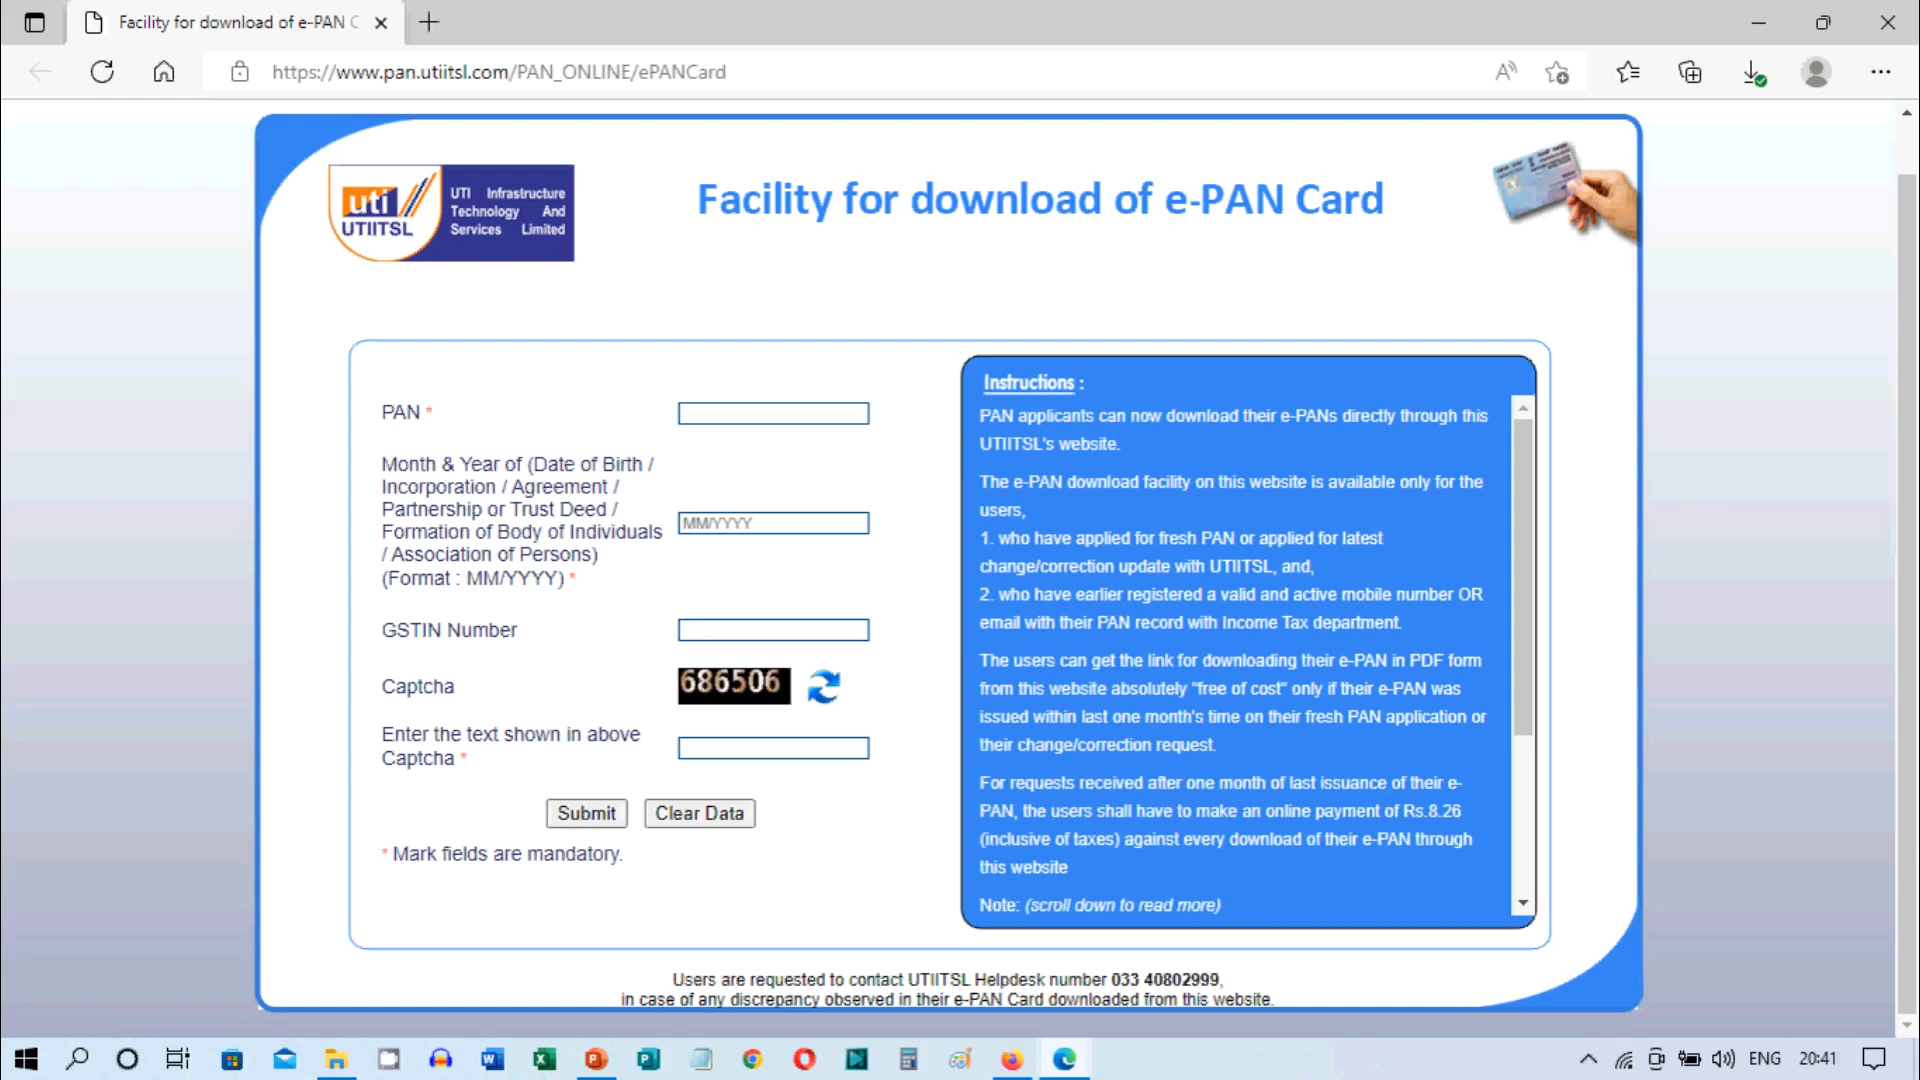 Facility for download of e-PAN C
https://www.pan.utiitsl.com/PAN_ONLINE/ePANCard
uti
UTIITSL
UTI Infrastructure
Technology And
Services Limited
Facility for download of e-PAN Card
PAN *
Month & Year of (Date of Birth /
Incorporation / Agreement /
Partnership or Trust Deed /
Formation of Body of Individuals
/ Association of Persons)
(Format : MM/YYYY) *
MM/YYYY
GSTIN Number
Captcha
686506
Enter the text shown in above
Captcha *
Submit
Clear Data
* Mark fields are mandatory.
Instructions :
PAN applicants can now download their e-PANs directly through this
UTIITSL's website.
The e-PAN download facility on this website is available only for the
users,
1. who have applied for fresh PAN or applied for latest
change/correction update with UTIITSL, and,
2. who have earlier registered a valid and active mobile number OR
email with their PAN record with Income Tax department.
The users can get the link for downloading their e-PAN in PDF form
from this website absolutely "free of cost" only if their e-PAN was
issued within last one month's time on their fresh PAN application or
their change/correction request.
For requests received after one month of last issuance of their e-
PAN, the users shall have to make an online payment of Rs.8.26
(inclusive of taxes) against every download of their e-PAN through
this website
Note: (scroll down to read more)
Users are requested to contact UTIITSL Helpdesk number 033 40802999,
in case of any discrepancy observed in their e-PAN Card downloaded from this website.
ENG
20:41